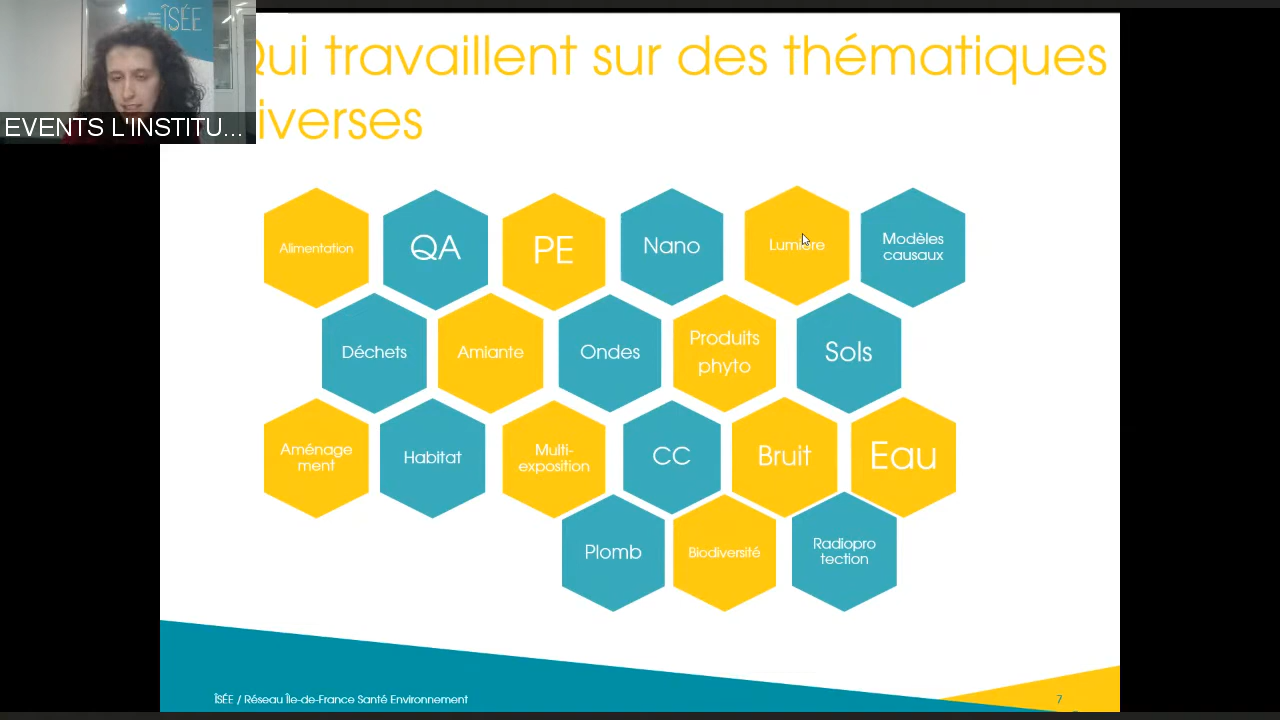 ÎSÉE
EVENTS L'INSTITU...
Qui travaillent sur des thématiques
iverses
Alimentation
QA
PE
Nano
Lumière
Modèles
causaux
Déchets
Amiante
Ondes
Produits
phyto
Sols
Aménage
ment
Habitat
Multi-
exposition
CC
Bruit
Eau
Plomb
Biodiversité
Radiopro
tection
ÎSÉE / Réseau Île-de-France Santé Environnement
7